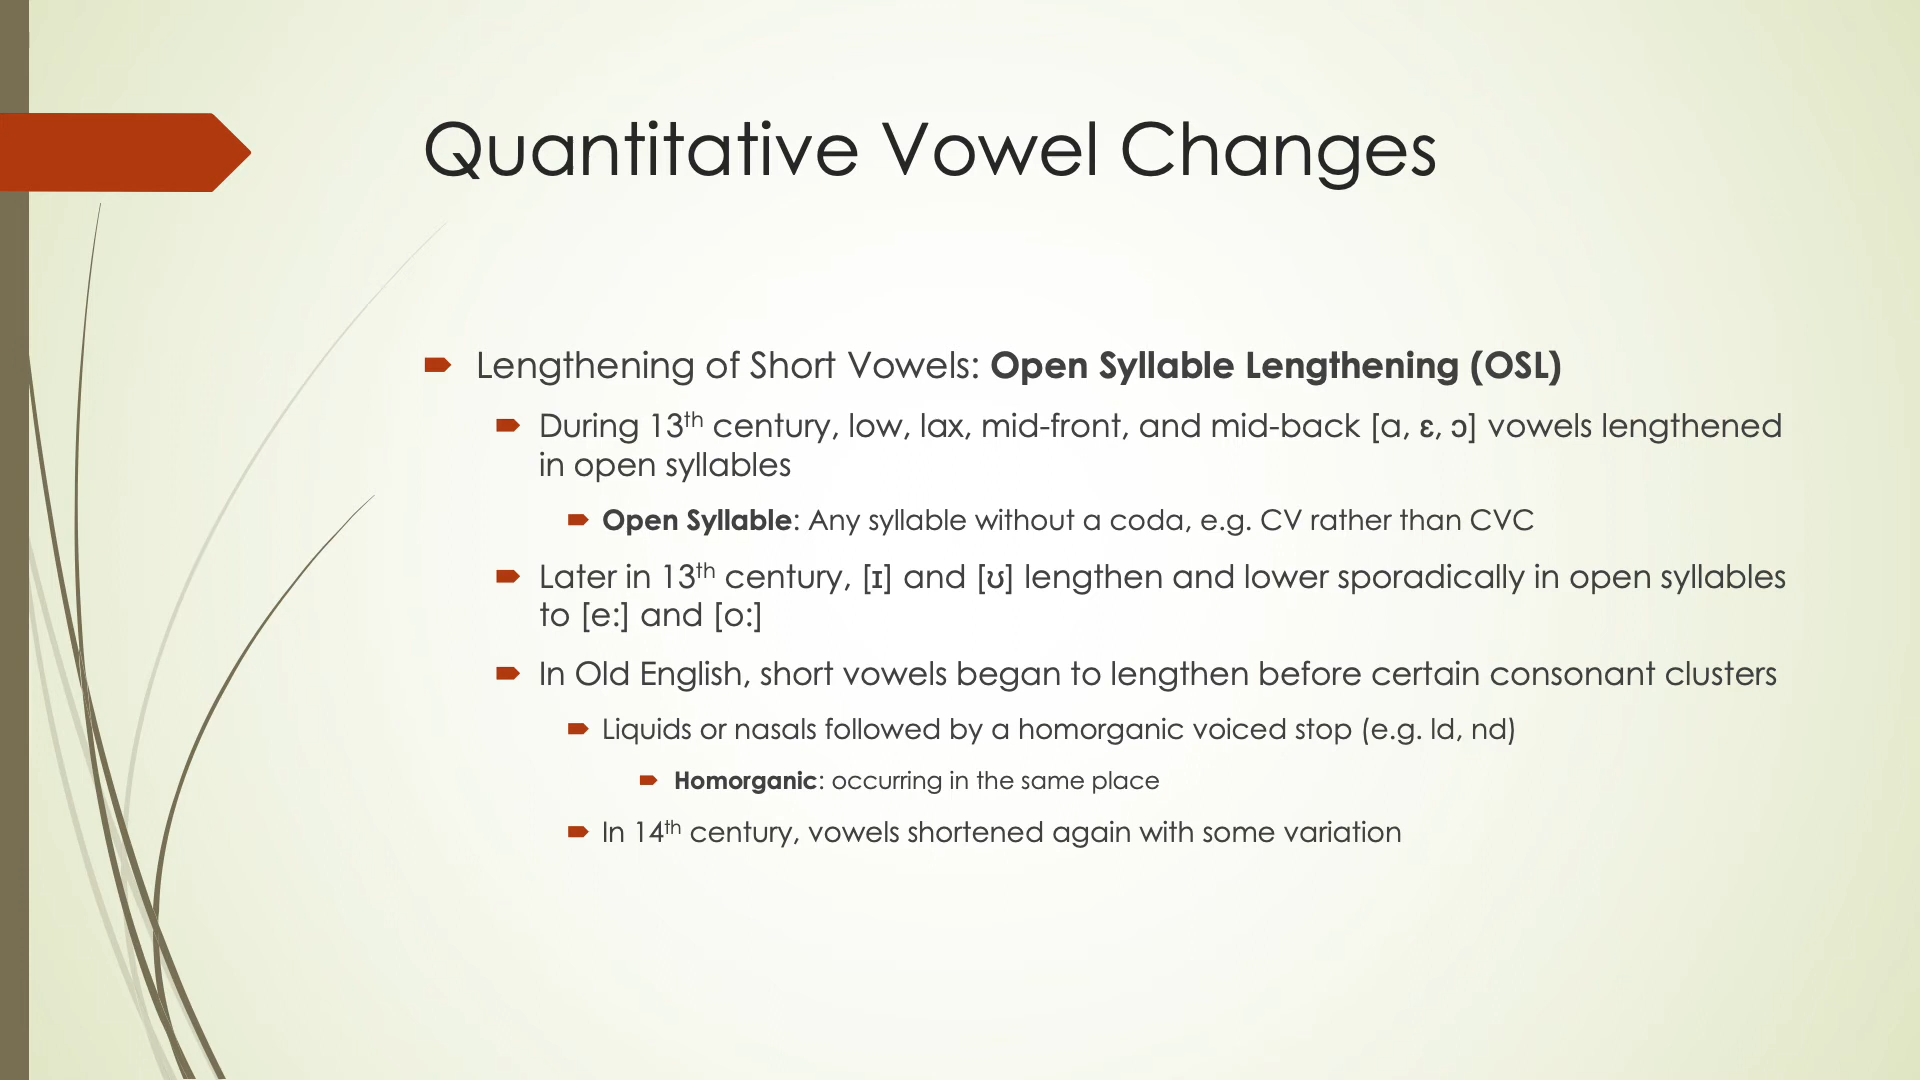 Quantitative Vowel Changes
Lengthening of Short Vowels: Open Syllable Lengthening (OSL)
During 13th century, low, lax, mid-front, and mid-back [a, ɛ, ɔ] vowels lengthened
in open syllables
Open Syllable: Any syllable without a coda, e.g. CV rather than CVC
Later in 13th century, [ɪ] and [ʊ] lengthen and lower sporadically in open syllables
to [e:] and [o:]
In Old English, short vowels began to lengthen before certain consonant clusters
Liquids or nasals followed by a homorganic voiced stop (e.g. ld, nd)
Homorganic: occurring in the same place
In 14th century, vowels shortened again with some variation